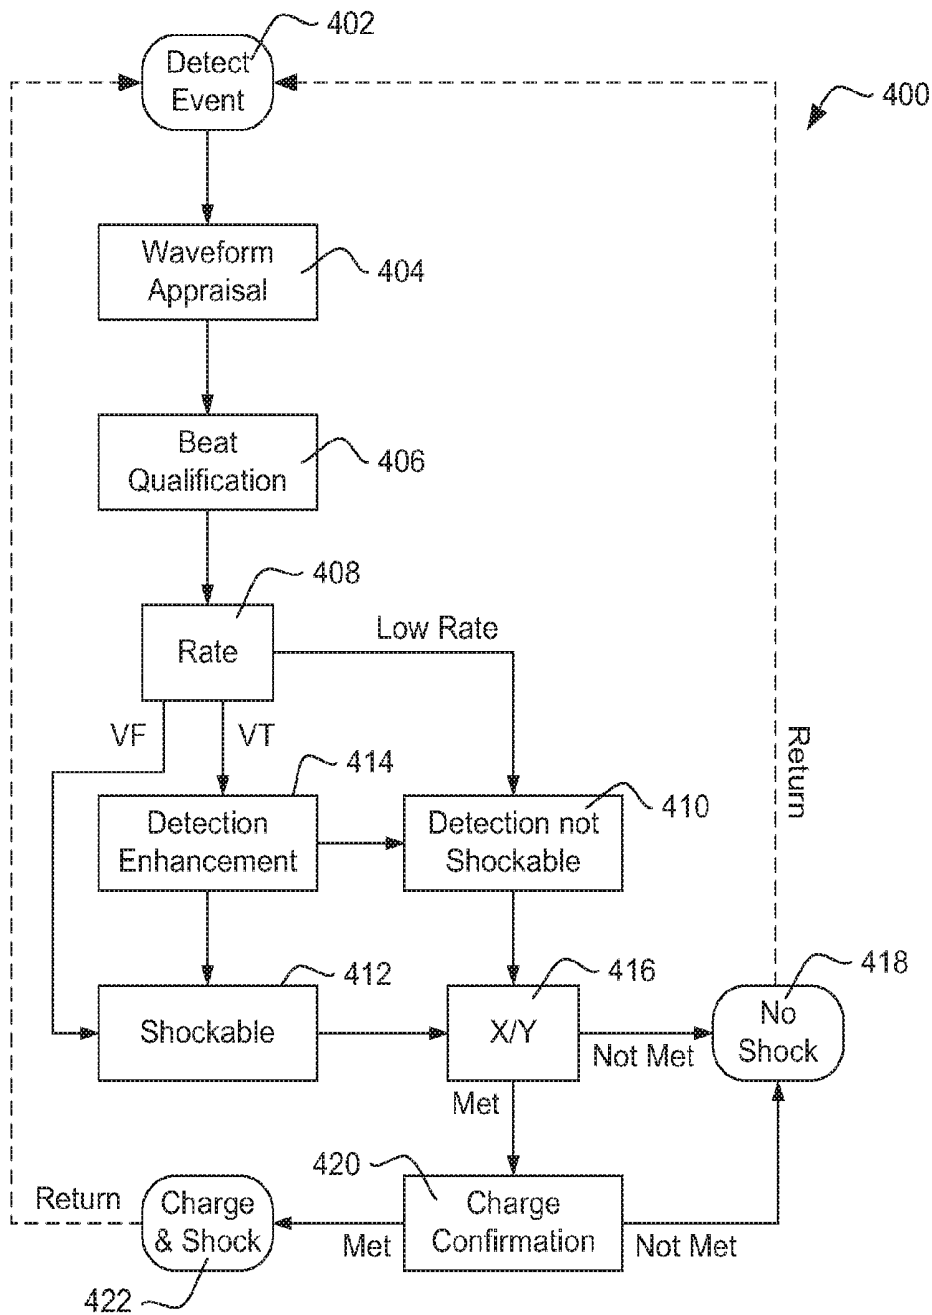 402
Detect
Event
400
Waveform
Appraisal
404
Beat
Qualification
406
408
Rate
Low Rate
VF
VT
Return
414
410
Detection
Enhancement
Detection not
Shockable
412
416
418
Shockable
X/Y
No
Shock
Not Met
Met
420
Return
Charge
& Shock
Charge
Confirmation
Met
Not Met
422